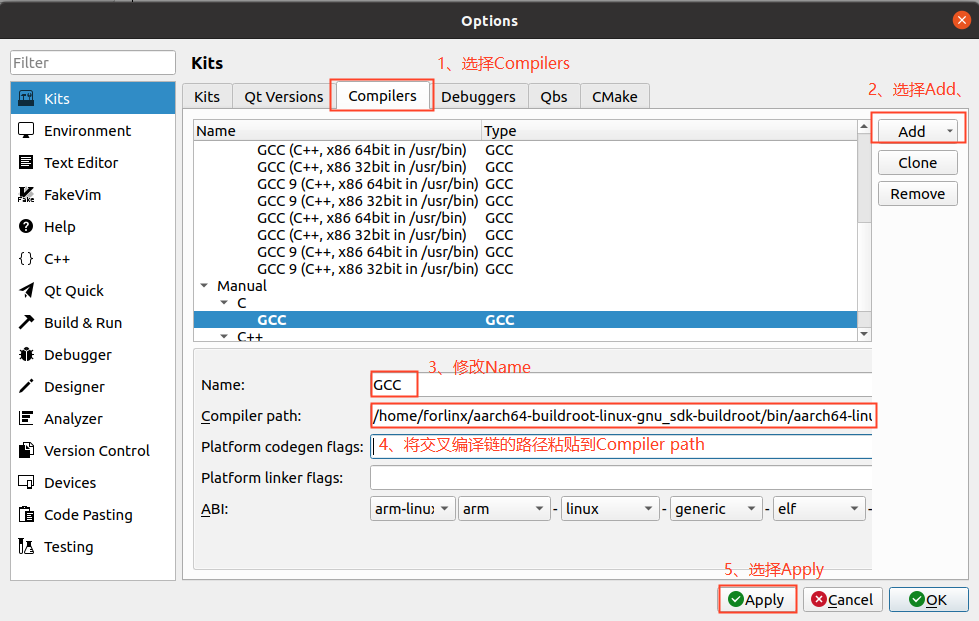 Options
Filter
Kits
Environment
Text Editor
FakeVim
Help
C++
Qt Quick
Build & Run
Debugger
Designer
Analyzer
Version Control
Devices
Code Pasting
Testing
Kits
1、选择Compilers
Kits Qt Versions Compilers Debuggers Qbs CMake
2、选择Add、
Name Type
GCC (C++, x86 64bit in /usr/bin) GCC
GCC (C++, x86 32bit in /usr/bin) GCC
GCC 9 (C++, x86 64bit in /usr/bin) GCC
GCC 9 (C++, x86 32bit in /usr/bin) GCC
GCC (C++, x86 64bit in /usr/bin) GCC
GCC (C++, x86 32bit in /usr/bin) GCC
GCC 9 (C++, x86 64bit in /usr/bin) GCC
GCC 9 (C++, x86 32bit in /usr/bin) GCC
Manual
C
GCC GCC
C++
Add
Clone
Remove
3、修改Name
Name: GCC
Compiler path: /home/forlinx/aarch64-buildroot-linux-gnu_sdk-buildroot/bin/aarch64-linu
Platform codegen flags: 4、将交叉编译链的路径粘贴到Compiler path
Platform linker flags:
ABI: arm-linux arm - linux - generic - elf -
5、选择Apply
Apply Cancel OK